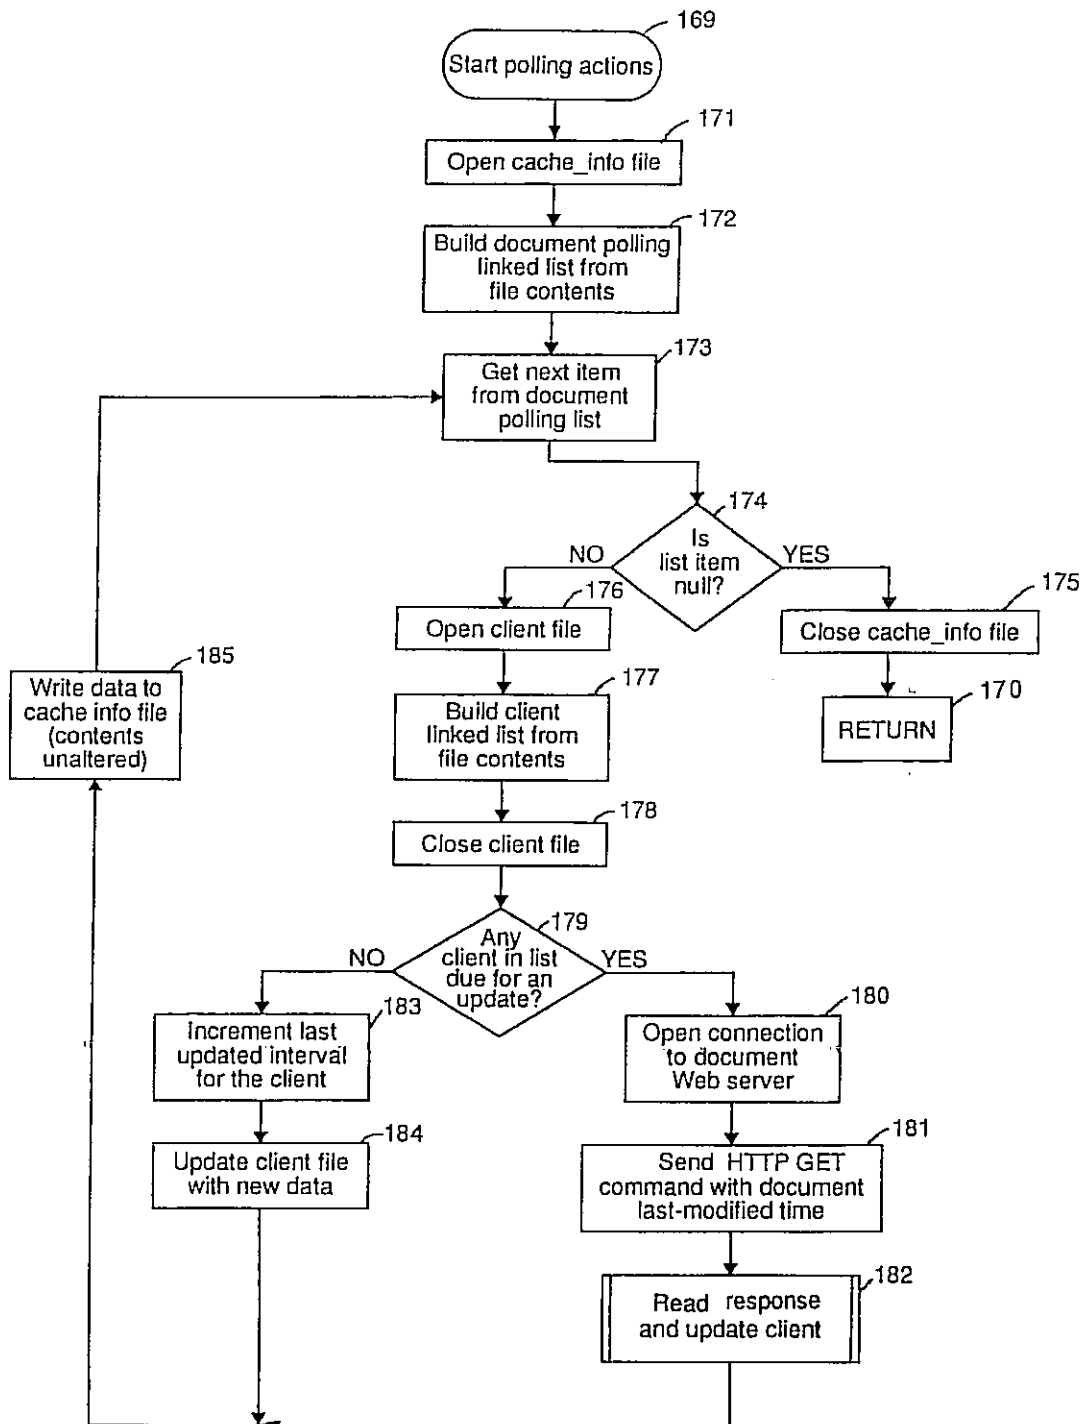 169
Start polling actions
171
Open cache_info file
172
Build document polling
linked list from
file contents
173
Get next item
from document
polling list
174
Is
list item
null?
NO
YES
176
Open client file
175
Close cache_info file
185
Write data to
cache info file
(contents
unaltered)
177
Build client
linked list from
file contents
170
RETURN
178
Close client file
179
Any
client in list
due for an
update?
NO
YES
183
Increment last
updated interval
for the client
180
Open connection
to document
Web server
184
Update client file
with new data
181
Send HTTP GET
command with document
last-modified time
182
Read response
and update client